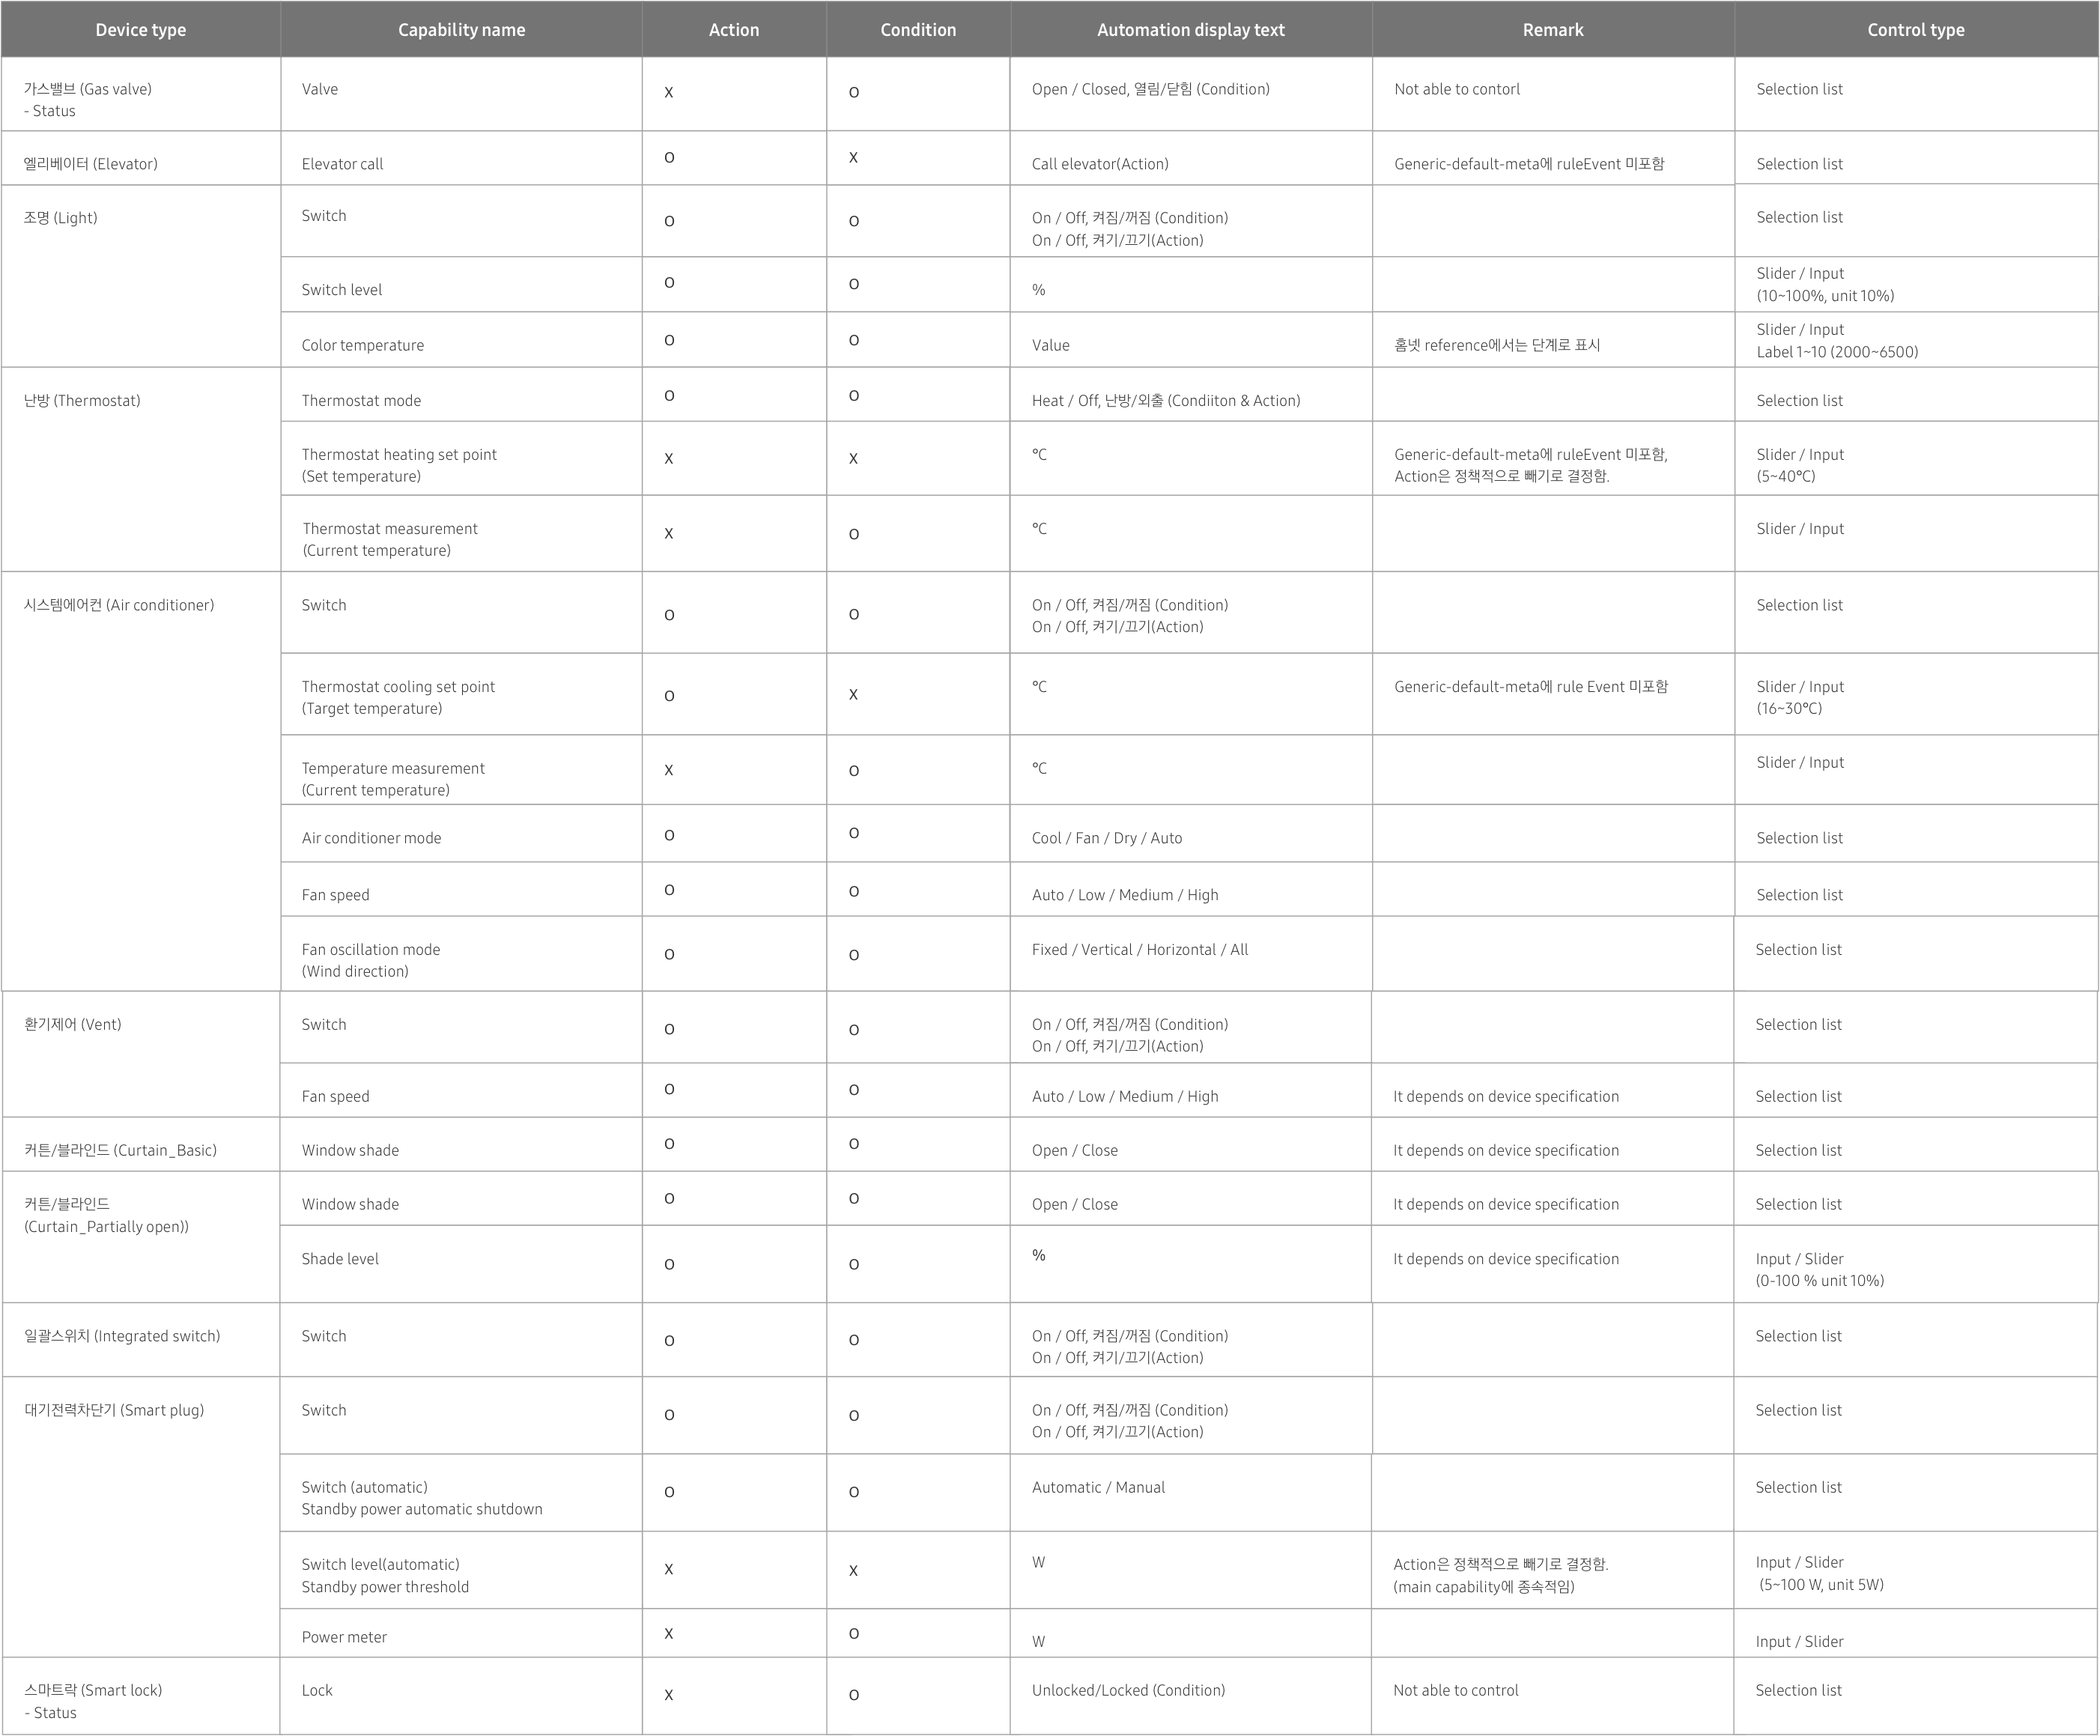 Device type Capability name Action Condition Automation display text Remark Control type
가스밸브 (Gas valve) Valve X O Open / Closed, 열림/닫힘 (Condition) Not able to contorl Selection list
- Status
엘리베이터 (Elevator) Elevator call O X Call elevator(Action) Generic-default-meta에 ruleEvent 미포함 Selection list
조명 (Light) Switch O O On / Off, 켜짐/꺼짐 (Condition) Selection list
On / Off, 켜기/끄기(Action)
Switch level O O % Slider / Input
(10~100%, unit 10%)
Color temperature O O Value 홈넷 reference에서는 단계로 표시 Slider / Input
Label 1~10 (2000~6500)
난방 (Thermostat) Thermostat mode O O Heat / Off, 난방/외출 (Condiiton & Action) Selection list
Thermostat heating set point X X °C Generic-default-meta에 ruleEvent 미포함, Slider / Input
(Set temperature) Action은 정책적으로 빼기로 결정함. (5~40°C)
Thermostat measurement X O °C Slider / Input
(Current temperature)
시스템에어컨 (Air conditioner) Switch O O On / Off, 켜짐/꺼짐 (Condition) Selection list
On / Off, 켜기/끄기(Action)
Thermostat cooling set point O X °C Generic-default-meta에 rule Event 미포함 Slider / Input
(Target temperature) (16~30°C)
Temperature measurement X O °C Slider / Input
(Current temperature)
Air conditioner mode O O Cool / Fan / Dry / Auto Selection list
Fan speed O O Auto / Low / Medium / High Selection list
Fan oscillation mode O O Fixed / Vertical / Horizontal / All Selection list
(Wind direction)
환기제어 (Vent) Switch O O On / Off, 켜짐/꺼짐 (Condition) Selection list
On / Off, 켜기/끄기(Action)
Fan speed O O Auto / Low / Medium / High It depends on device specification Selection list
커튼/블라인드 (Curtain_Basic) Window shade O O Open / Close It depends on device specification Selection list
커튼/블라인드 Window shade O O Open / Close It depends on device specification Selection list
(Curtain_Partially open))
Shade level O O % It depends on device specification Input / Slider
(0-100 % unit 10%)
일괄스위치 (Integrated switch) Switch O O On / Off, 켜짐/꺼짐 (Condition) Selection list
On / Off, 켜기/끄기(Action)
대기전력차단기 (Smart plug) Switch O O On / Off, 켜짐/꺼짐 (Condition) Selection list
On / Off, 켜기/끄기(Action)
Switch (automatic) O O Automatic / Manual Selection list
Standby power automatic shutdown
Switch level(automatic) X X W Action은 정책적으로 빼기로 결정함. Input / Slider
Standby power threshold (main capability에 종속적임) (5~100 W, unit 5W)
Power meter X O W Input / Slider
스마트락 (Smart lock) Lock X O Unlocked/Locked (Condition) Not able to control Selection list
- Status